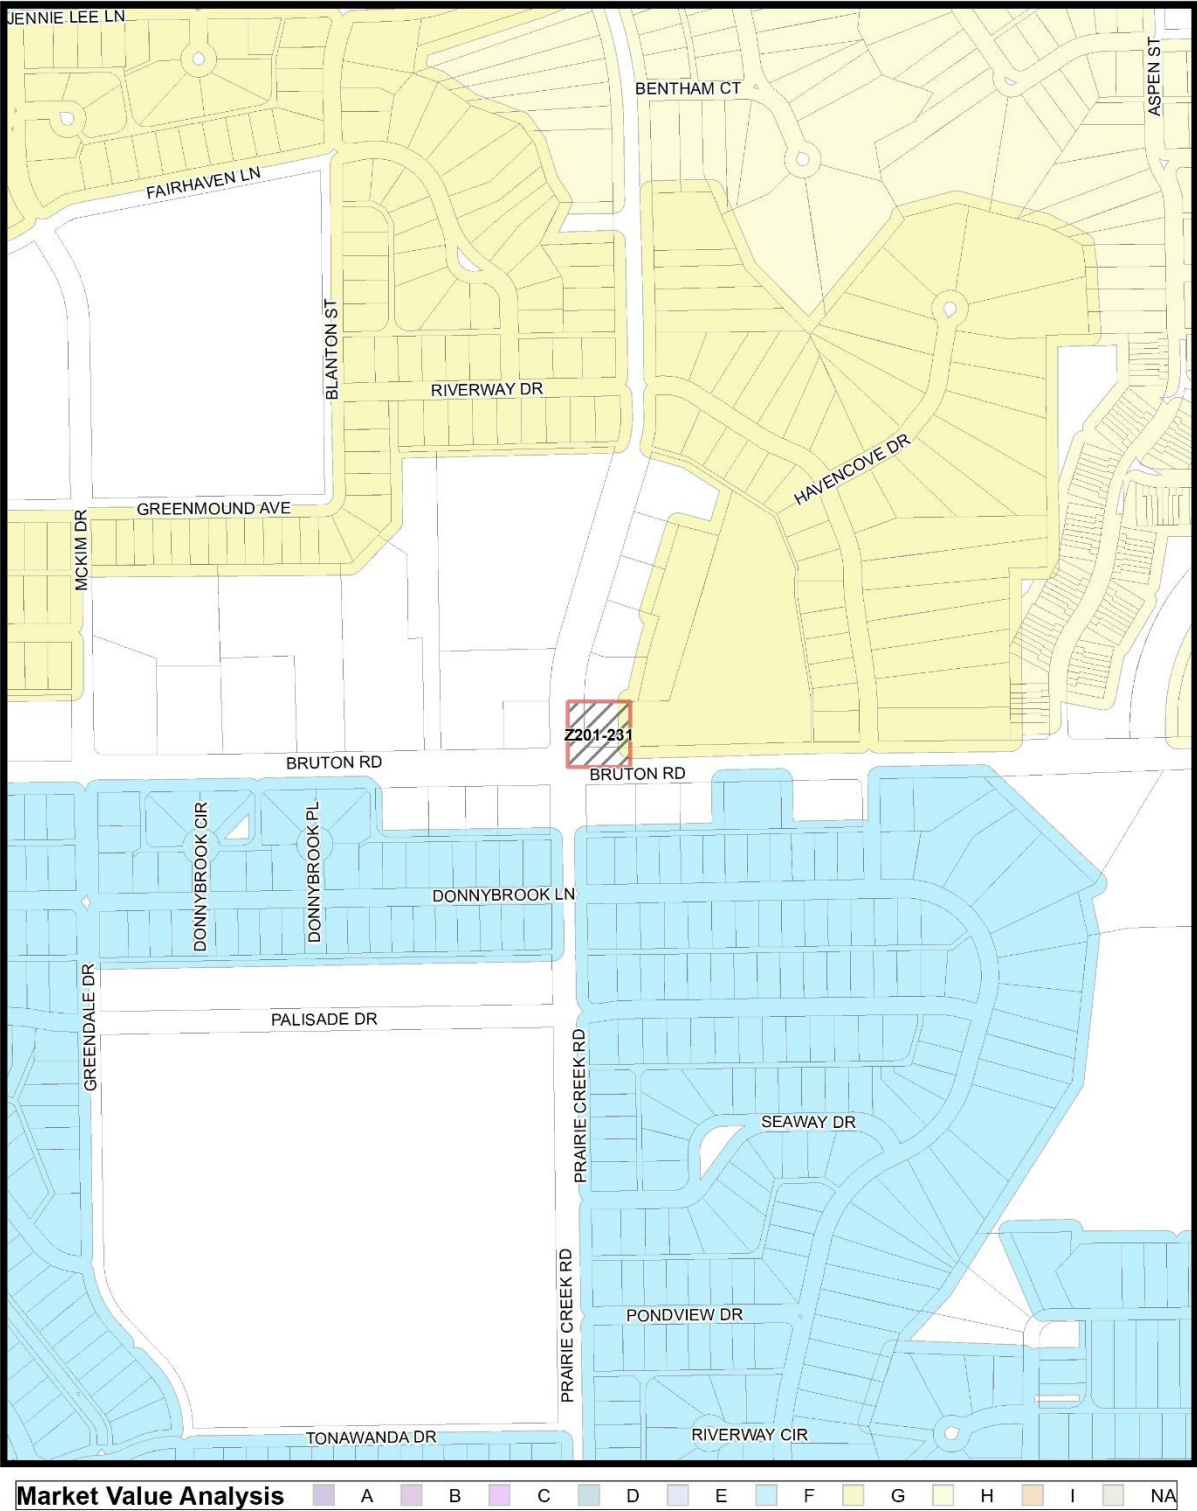 JENNIE LEE LN
BENTHAM CT
ASPEN ST
FAIRHAVEN LN
BLANTON ST
RIVERWAY DR
HAVENCOVE DR
GREENMOUND AVE
MCKIM DR
Z201-231
BRUTON RD
BRUTON RD
DONNYBROOK CIR
DONNYBROOK PL
DONNYBROOK LN
GREENDALE DR
PALISADE DR
PRAIRIE CREEK RD
SEAWAY DR
PRAIRIE CREEK RD
PONDVIEW DR
TONAWANDA DR
RIVERWAY CIR
Market Value Analysis A B C D E F G H I NA